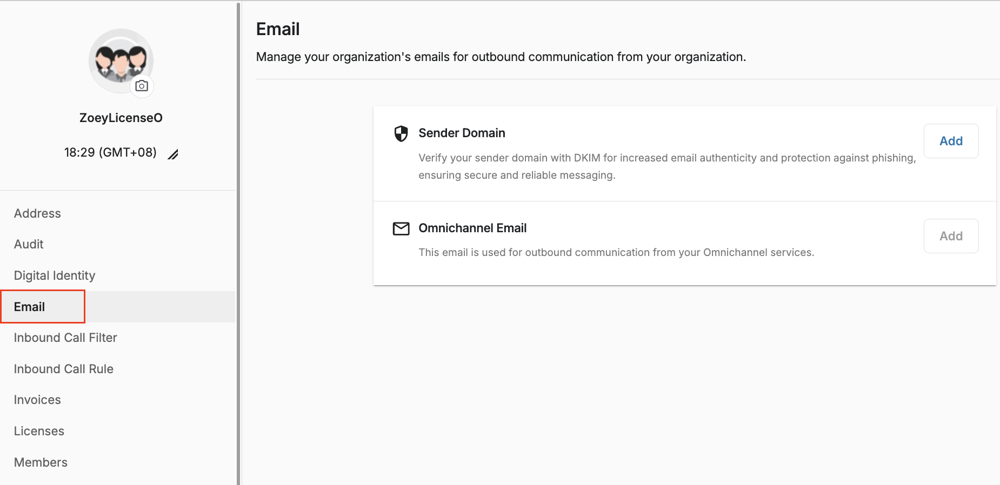 ZoeyLicenseO
18:29 (GMT+08)
Address
Audit
Digital Identity
Email
Inbound Call Filter
Inbound Call Rule
Invoices
Licenses
Members
Email
Manage your organization's emails for outbound communication from your organization.
Sender Domain
Add
Verify your sender domain with DKIM for increased email authenticity and protection against phishing,
ensuring secure and reliable messaging.
Omnichannel Email
Add
This email is used for outbound communication from your Omnichannel services.